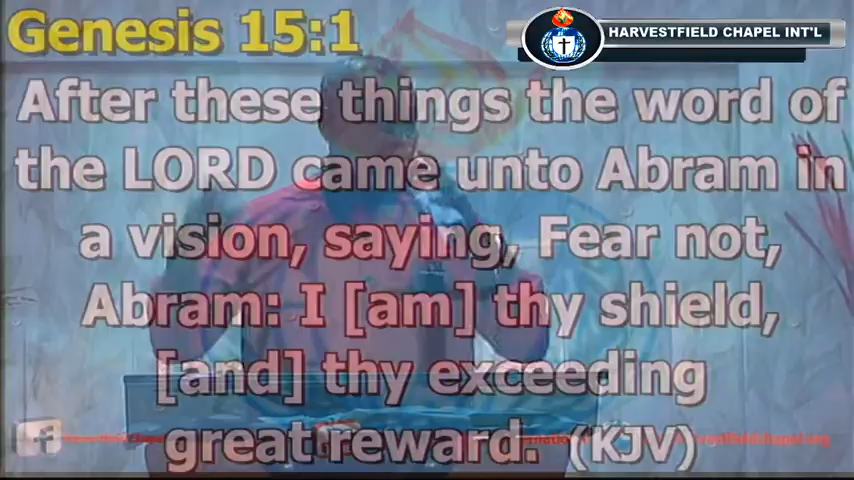 Genesis 15:1
HARVESTFIELD CHAPEL INT'L
After these things the word of
the LORD came unto Abram in
a vision, saying, Fear not,
Abram: I [am] thy shield,
[and] thy exceeding
great reward. (KJV)